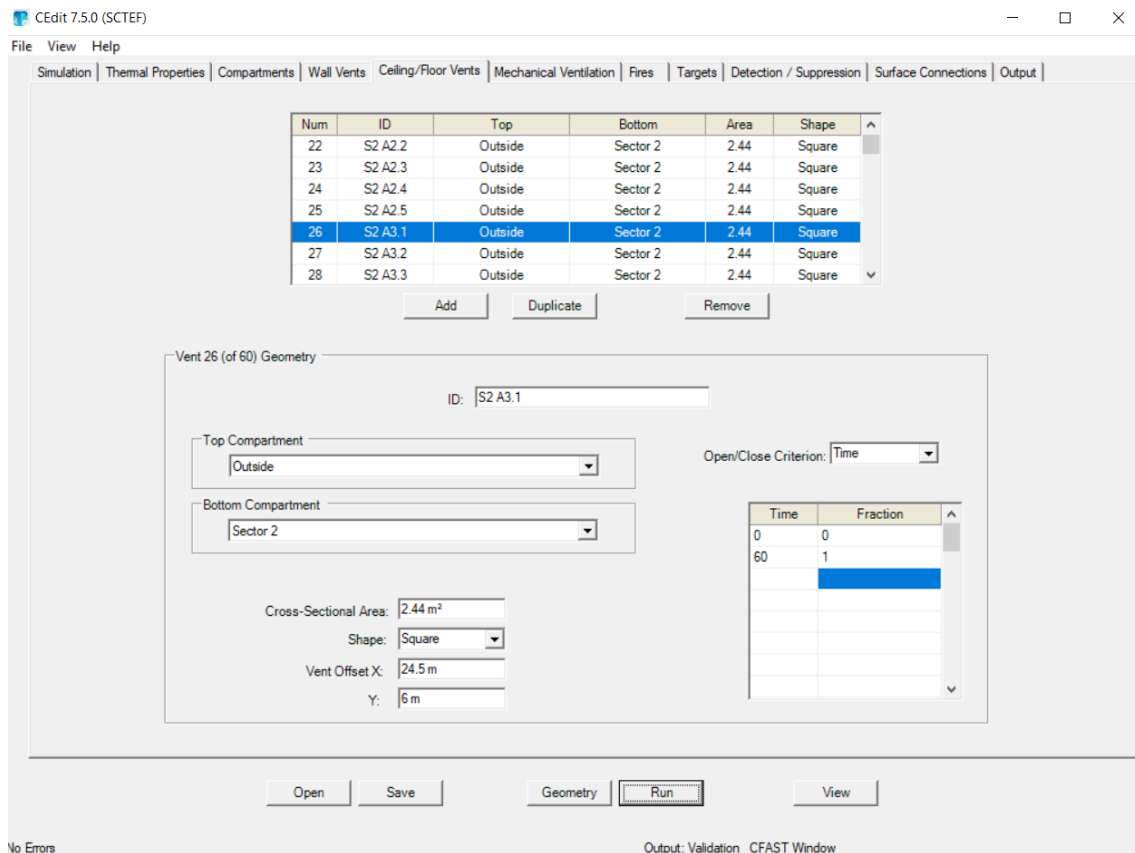 CEdit 7.5.0 (SCTEF)
File View Help
Simulation Thermal Properties Compartments Wall Vents Ceiling/Floor Vents Mechanical Ventilation Fires Targets Detection / Suppression Surface Connections Output
Num ID Top Bottom Area Shape
22 S2 A2.2 Outside Sector 2 2.44 Square
23 S2 A2.3 Outside Sector 2 2.44 Square
24 S2 A2.4 Outside Sector 2 2.44 Square
25 S2 A2.5 Outside Sector 2 2.44 Square
26 S2 A3.1 Outside Sector 2 2.44 Square
27 S2 A3.2 Outside Sector 2 2.44 Square
28 S2 A3.3 Outside Sector 2 2.44 Square
Add Duplicate Remove
Vent 26 (of 60) Geometry
ID: S2 A3.1
Top Compartment
Outside
Open/Close Criterion: Time
Bottom Compartment
Sector 2
Time Fraction
0 0
60 1
Cross-Sectional Area: 2.44 m²
Shape: Square
Vent Offset X: 24.5 m
Y: 6 m
Open Save Geometry Run View
No Errors Output: Validation CFAST Window